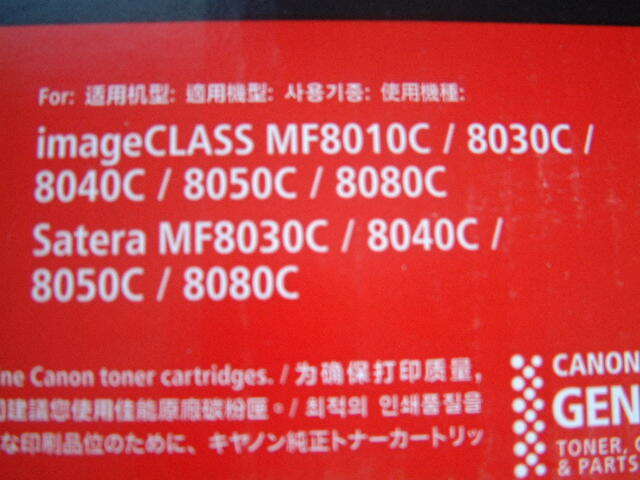 For: 适用机型: 適用機型: 사용기종: 使用機種:
imageCLASS MF8010C / 8030C /
8040C / 8050C / 8080C
Satera MF8030C / 8040C /
8050C / 8080C
ne Canon toner cartridges. / 为确保打印质量,
建議您使用佳能原廠碳粉匣。/ 최적의 인쇄품질을
な印刷品位のために、キヤノン純正トナーカートリッ
CANON
GEN
TONER, C
& PARTS